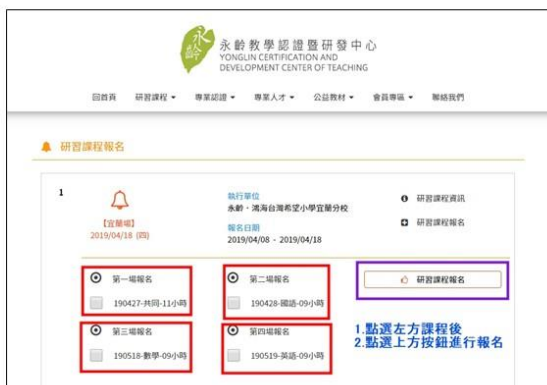 永齡
永齡教學認證暨研發中心
YONGLIN CERTIFICATION AND
DEVELOPMENT CENTER OF TEACHING
回首頁 研習課程 專業認證 專業人才 公益教材 會員專區 聯絡我們
研習課程報名
1
【宜蘭場】
2019/04/18 (四)
執行單位
永齡‧鴻海台灣希望小學宜蘭分校
報名日期
2019/04/08 - 2019/04/18
研習課程資訊
研習課程報名
第一場報名
190427-共同-11小時
第二場報名
190428-國語-09小時
第三場報名
190518-數學-09小時
第四場報名
190519-英語-09小時
研習課程報名
1.點選左方課程後
2.點選上方按鈕進行報名